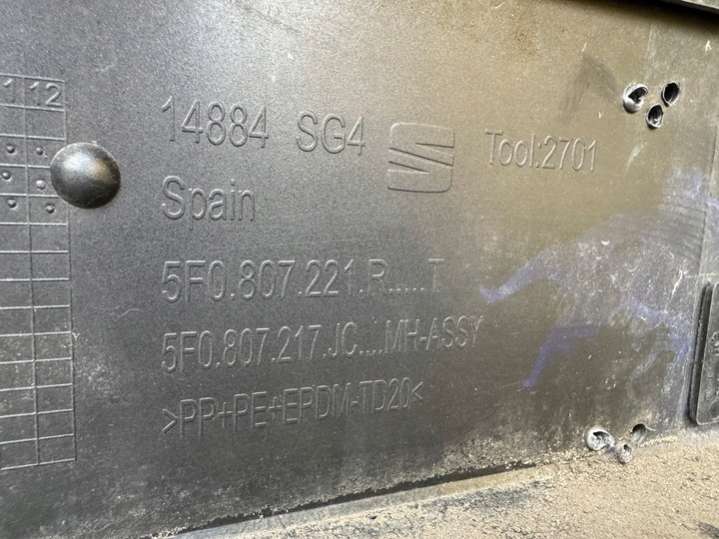 1 12
14884 SG4 Tool:2701
Spain
5F0.807.221.R.....T
5F0.807.217.JC....MH-ASSY
>PP+PE+EPDM-TD20<